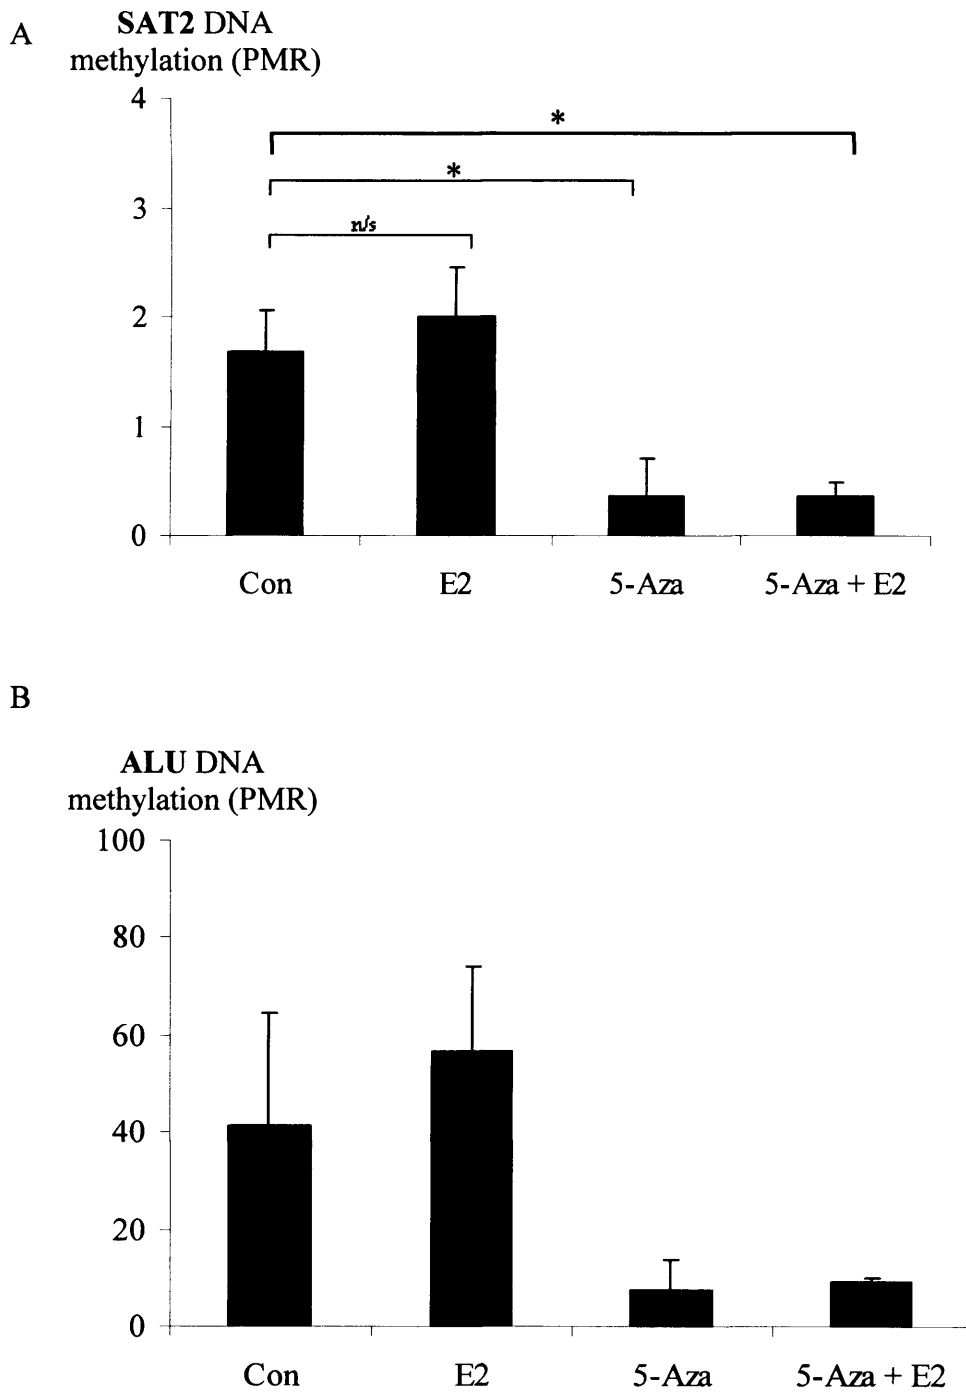 A
SAT2 DNA
methylation (PMR)
4
*
*
3
n/s
2
1
0
Con E2 5-Aza 5-Aza + E2
B
ALU DNA
methylation (PMR)
100
80
60
40
20
0
Con E2 5-Aza 5-Aza + E2